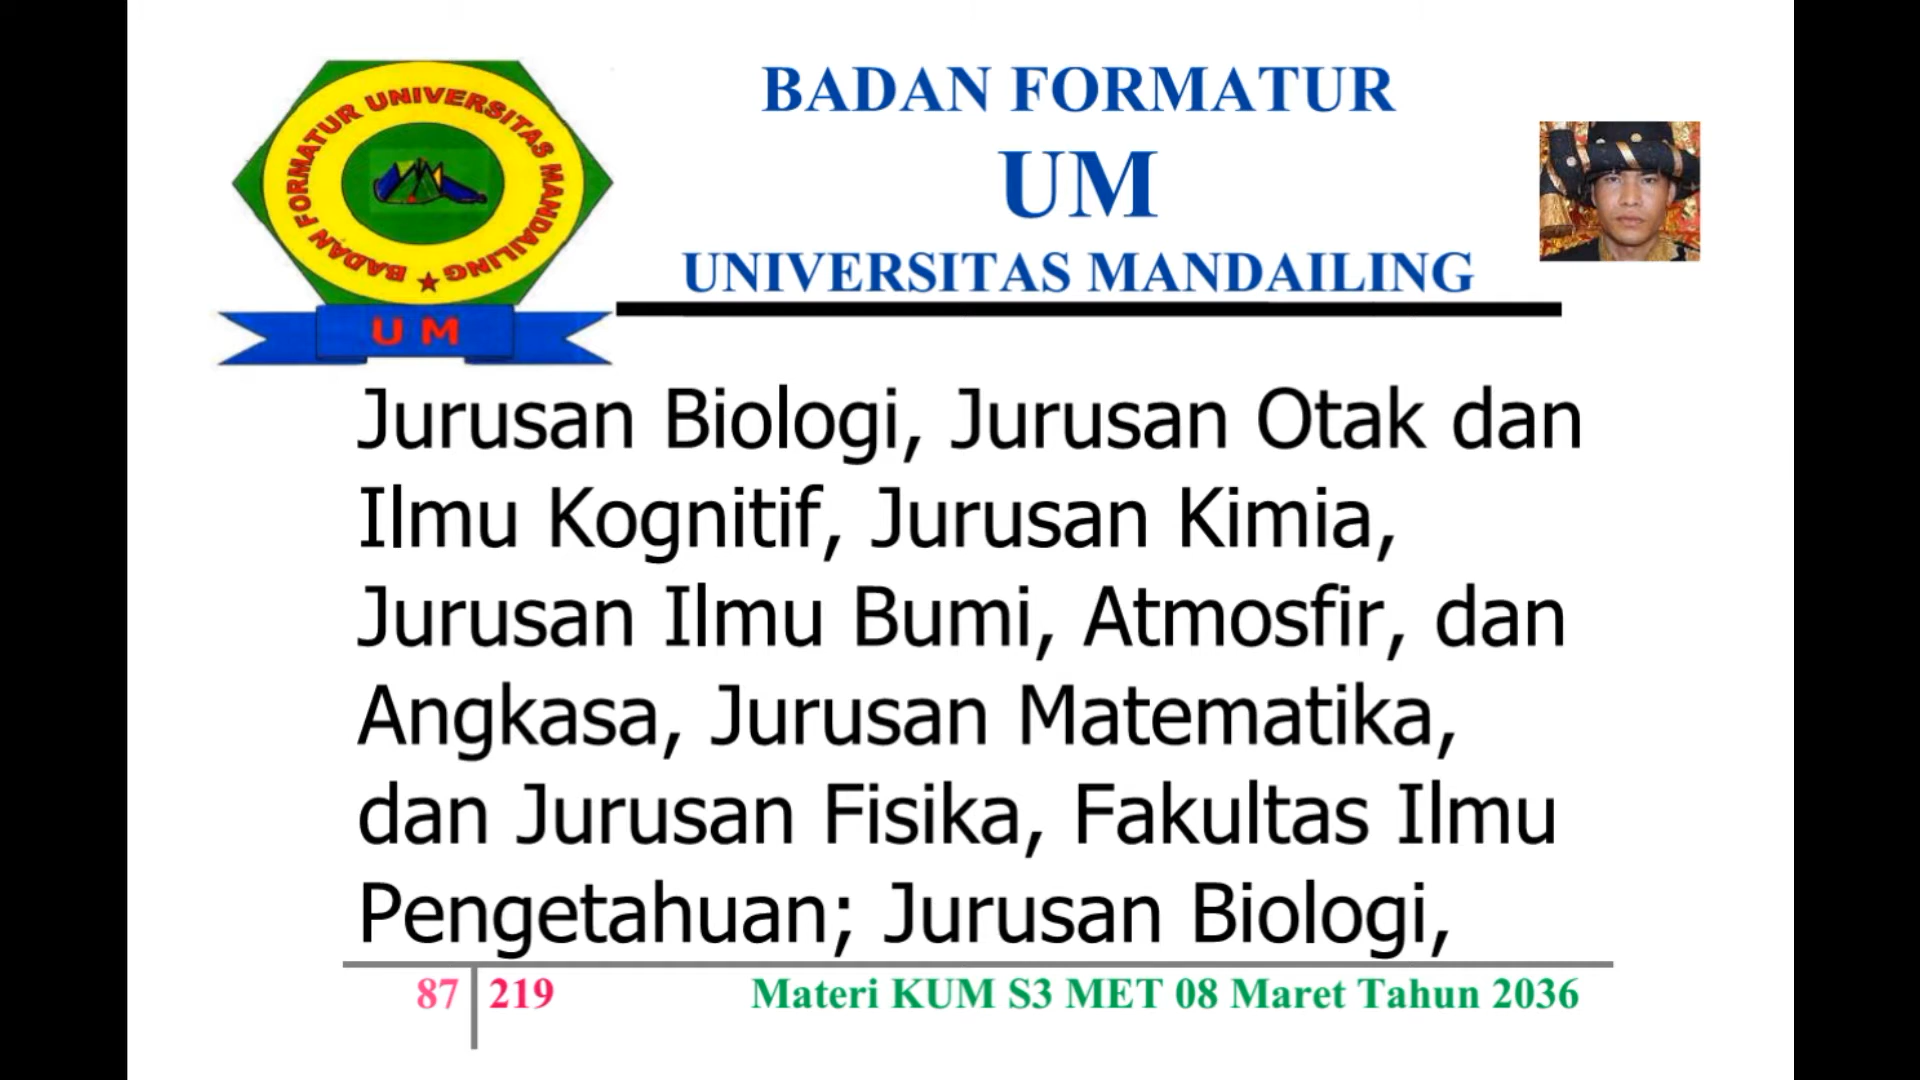 BADAN FORMATUR UNIVERSITAS MANDAILING
U M
BADAN FORMATUR
UM
UNIVERSITAS MANDAILING
Jurusan Biologi, Jurusan Otak dan
Ilmu Kognitif, Jurusan Kimia,
Jurusan Ilmu Bumi, Atmosfir, dan
Angkasa, Jurusan Matematika,
dan Jurusan Fisika, Fakultas Ilmu
Pengetahuan; Jurusan Biologi,
87 219 Materi KUM S3 MET 08 Maret Tahun 2036